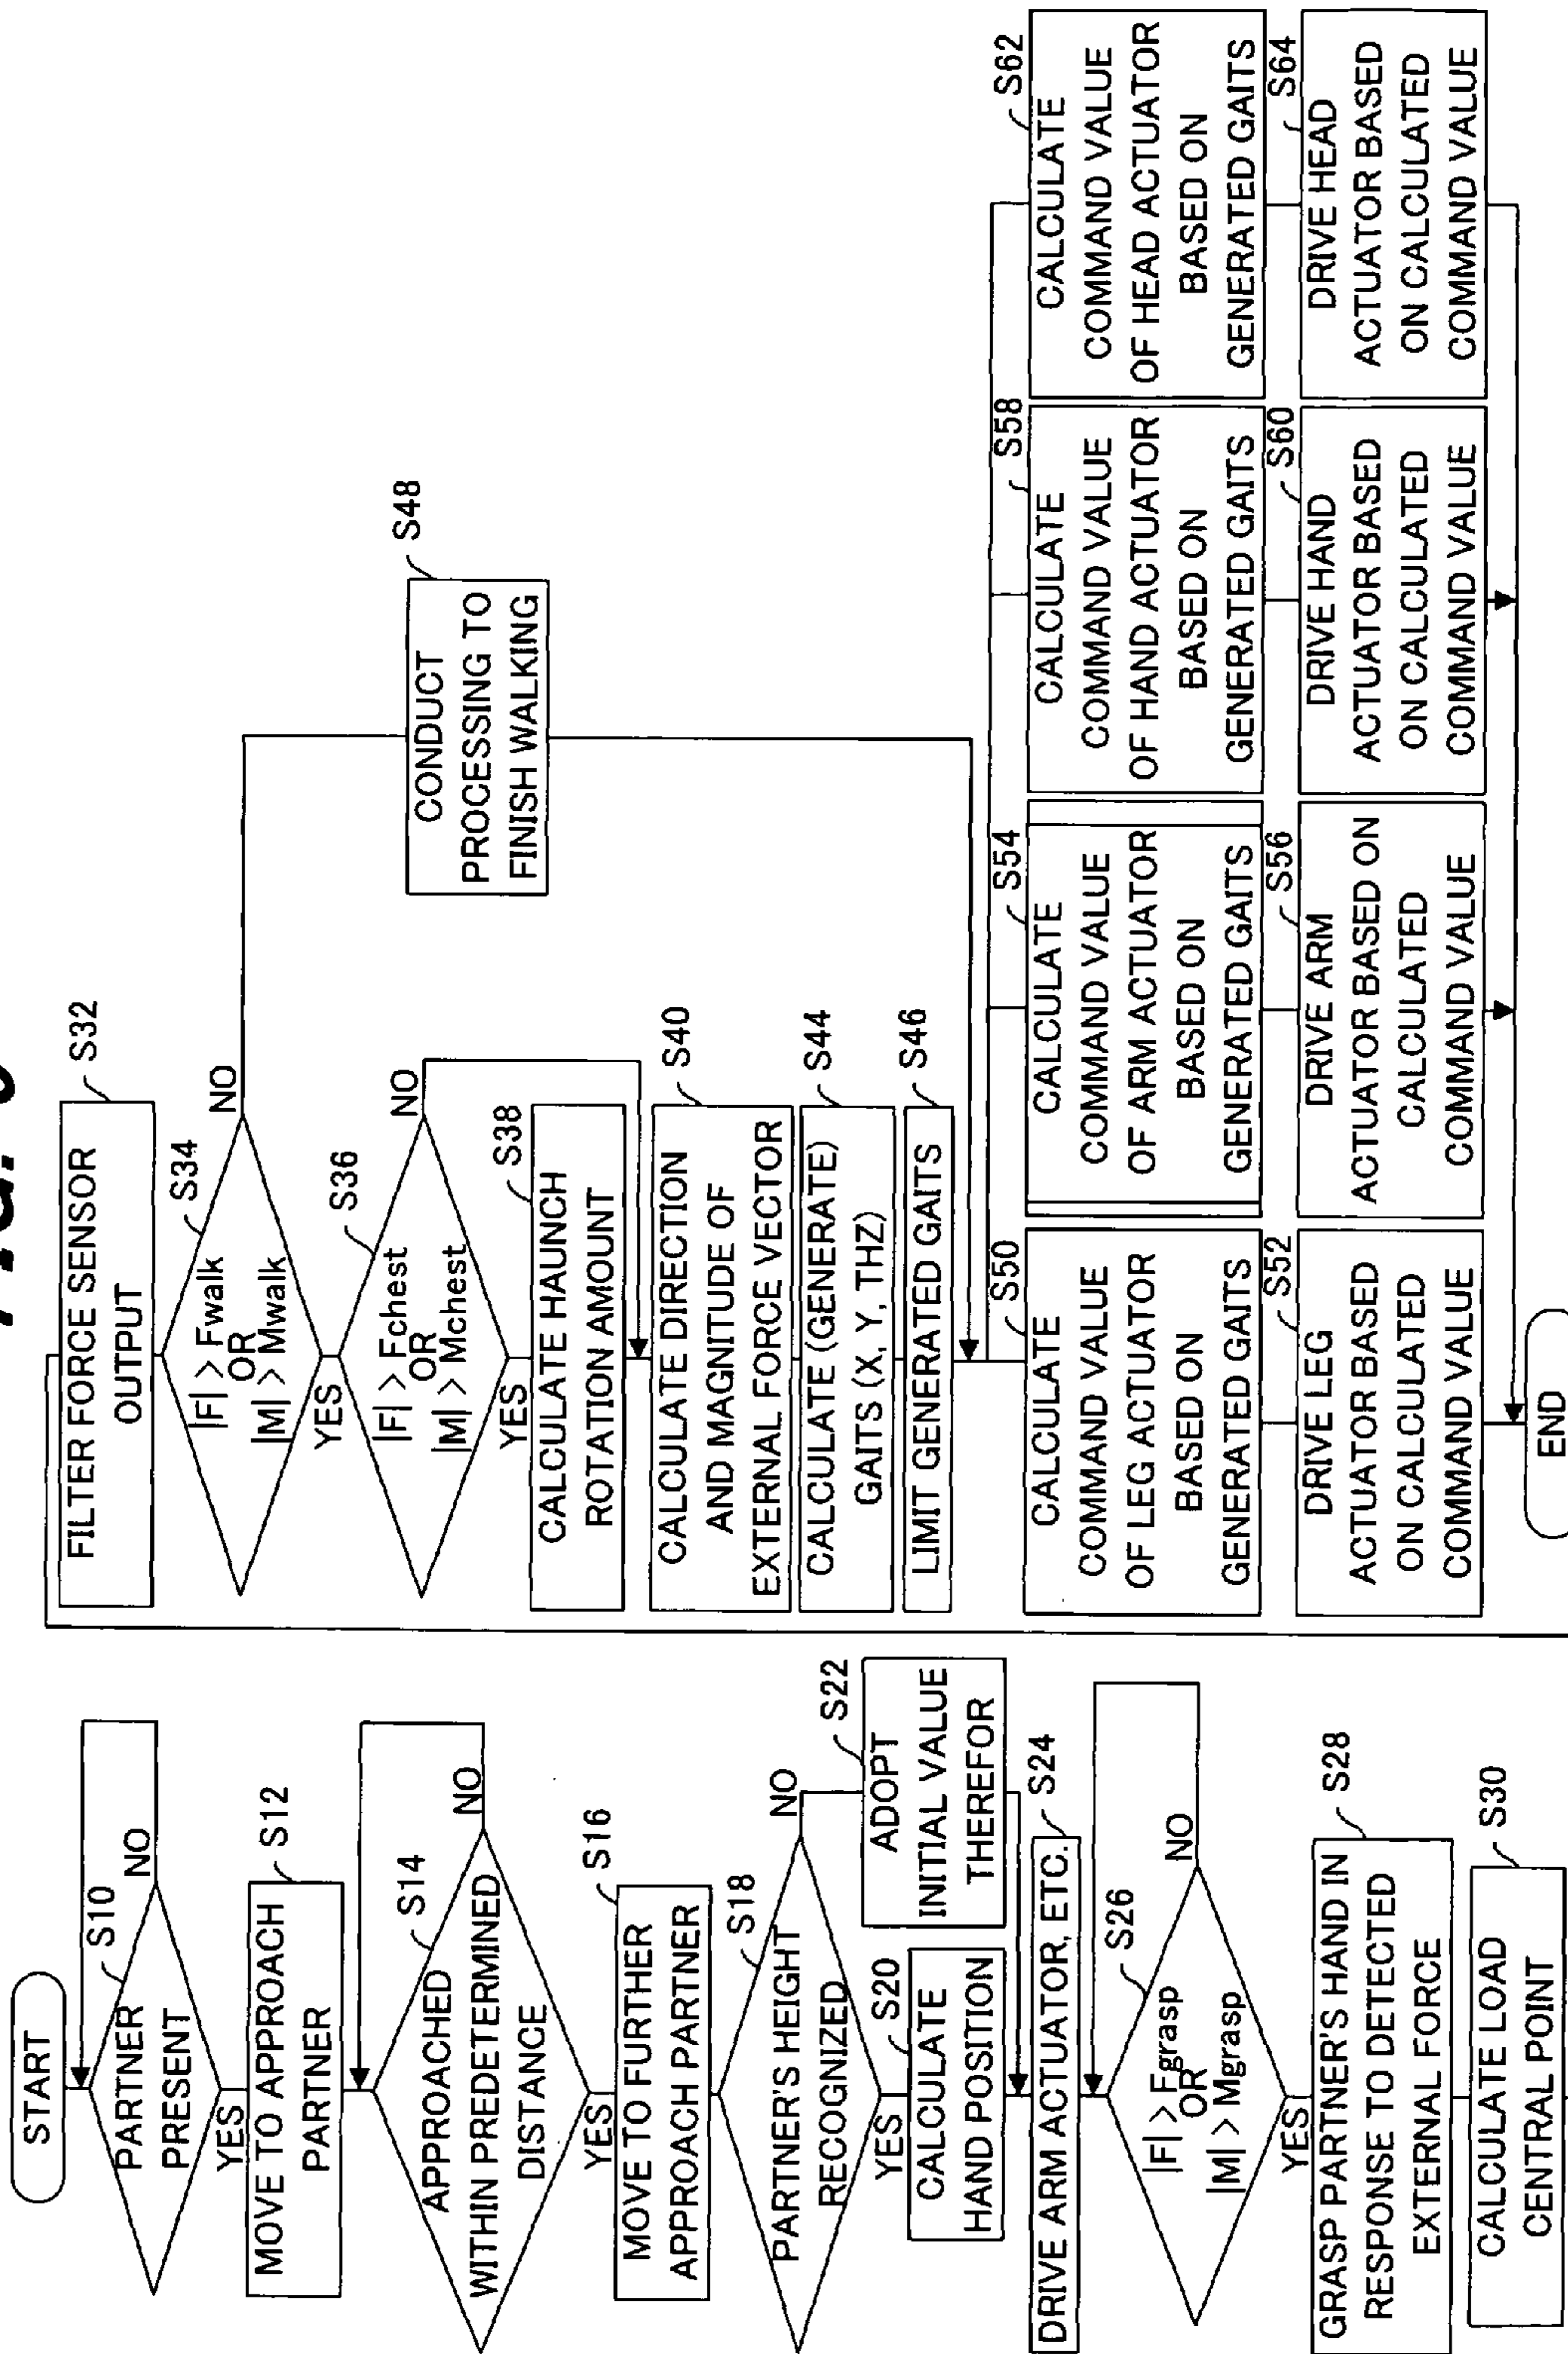 START
S10
PARTNER
PRESENT
NO
YES
S12
MOVE TO APPROACH
PARTNER
S14
APPROACHED
WITHIN PREDETERMINED
DISTANCE
NO
YES
S16
MOVE TO FURTHER
APPROACH PARTNER
S18
PARTNER'S HEIGHT
RECOGNIZED
NO
YES
S20
CALCULATE
HAND POSITION
S22
ADOPT
INITIAL VALUE
THEREFOR
S24
DRIVE ARM ACTUATOR, ETC.
S26
|F| > Fgrasp
OR
|M| > Mgrasp
NO
YES
S28
GRASP PARTNER'S HAND IN
RESPONSE TO DETECTED
EXTERNAL FORCE
S30
CALCULATE LOAD
CENTRAL POINT
S32
FILTER FORCE SENSOR
OUTPUT
S34
|F| > Fwalk
OR
|M| > Mwalk
NO
YES
S36
|F| > Fchest
OR
|M| > Mchest
NO
YES
S38
CALCULATE HAUNCH
ROTATION AMOUNT
S40
CALCULATE DIRECTION
AND MAGNITUDE OF
EXTERNAL FORCE VECTOR
S44
CALCULATE (GENERATE)
GAITS (X, Y, THZ)
S46
LIMIT GENERATED GAITS
S48
CONDUCT
PROCESSING TO
FINISH WALKING
S50
CALCULATE
COMMAND VALUE
OF LEG ACTUATOR
BASED ON
GENERATED GAITS
S52
DRIVE LEG
ACTUATOR BASED
ON CALCULATED
COMMAND VALUE
S54
CALCULATE
COMMAND VALUE
OF ARM ACTUATOR
BASED ON
GENERATED GAITS
S56
DRIVE ARM
ACTUATOR BASED ON
CALCULATED
COMMAND VALUE
S58
CALCULATE
COMMAND VALUE
OF HAND ACTUATOR
BASED ON
GENERATED GAITS
S60
DRIVE HAND
ACTUATOR BASED
ON CALCULATED
COMMAND VALUE
S62
CALCULATE
COMMAND VALUE
OF HEAD ACTUATOR
BASED ON
GENERATED GAITS
S64
DRIVE HEAD
ACTUATOR BASED
ON CALCULATED
COMMAND VALUE
END